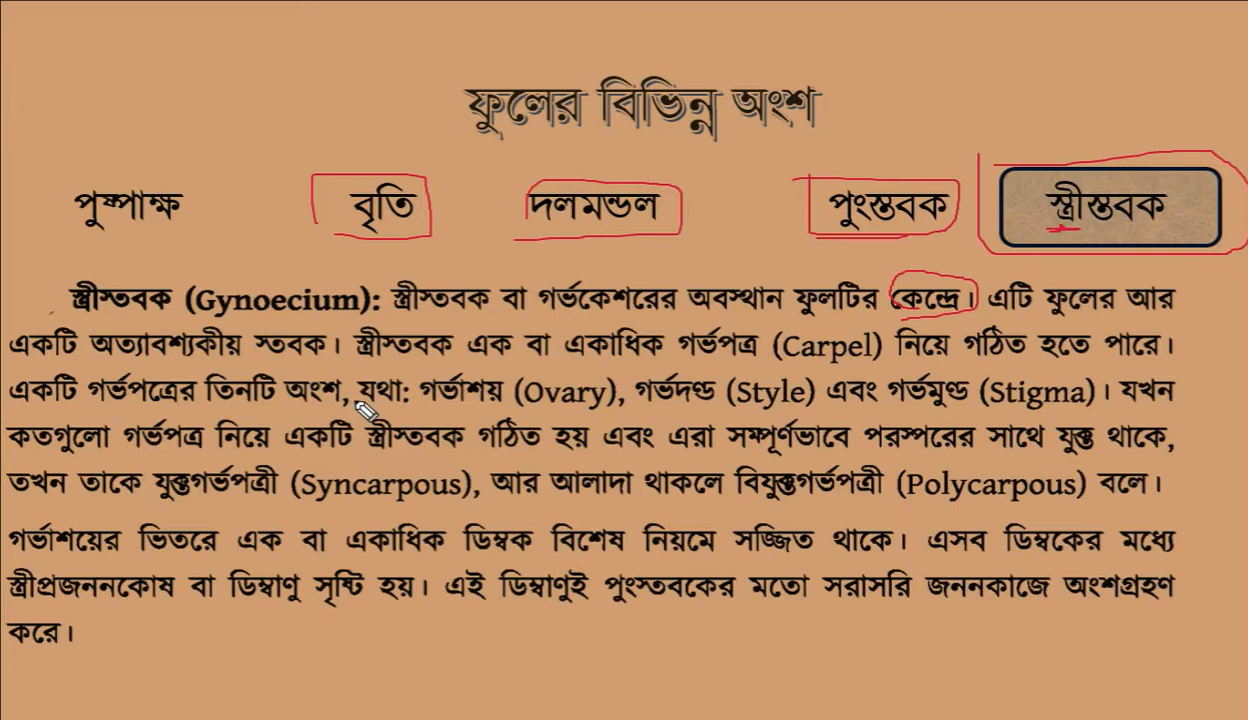 ফুলের বিভিন্ন অংশ
পুষ্পাক্ষ বৃতি দলমন্ডল পুংস্তবক স্ত্রীস্তবক
স্ত্রীস্তবক (Gynoecium): স্ত্রীস্তবক বা গর্ভকেশরের অবস্থান ফুলটির কেন্দ্রে। এটি ফুলের আর
একটি অত্যাবশ্যকীয় স্তবক। স্ত্রীস্তবক এক বা একাধিক গর্ভপত্র (Carpel) নিয়ে গঠিত হতে পারে।
একটি গর্ভপত্রের তিনটি অংশ, যথা: গর্ভাশয় (Ovary), গর্ভদণ্ড (Style) এবং গর্ভমুণ্ড (Stigma)। যখন
কতগুলো গর্ভপত্র নিয়ে একটি স্ত্রীস্তবক গঠিত হয় এবং এরা সম্পূর্ণভাবে পরস্পরের সাথে যুক্ত থাকে,
তখন তাকে যুক্তগর্ভপত্রী (Syncarpous), আর আলাদা থাকলে বিযুক্তগর্ভপত্রী (Polycarpous) বলে।
গর্ভাশয়ের ভিতরে এক বা একাধিক ডিম্বক বিশেষ নিয়মে সজ্জিত থাকে। এসব ডিম্বকের মধ্যে
স্ত্রীপ্রজননকোষ বা ডিম্বাণু সৃষ্টি হয়। এই ডিম্বাণুই পুংস্তবকের মতো সরাসরি জননকাজে অংশগ্রহণ
করে।